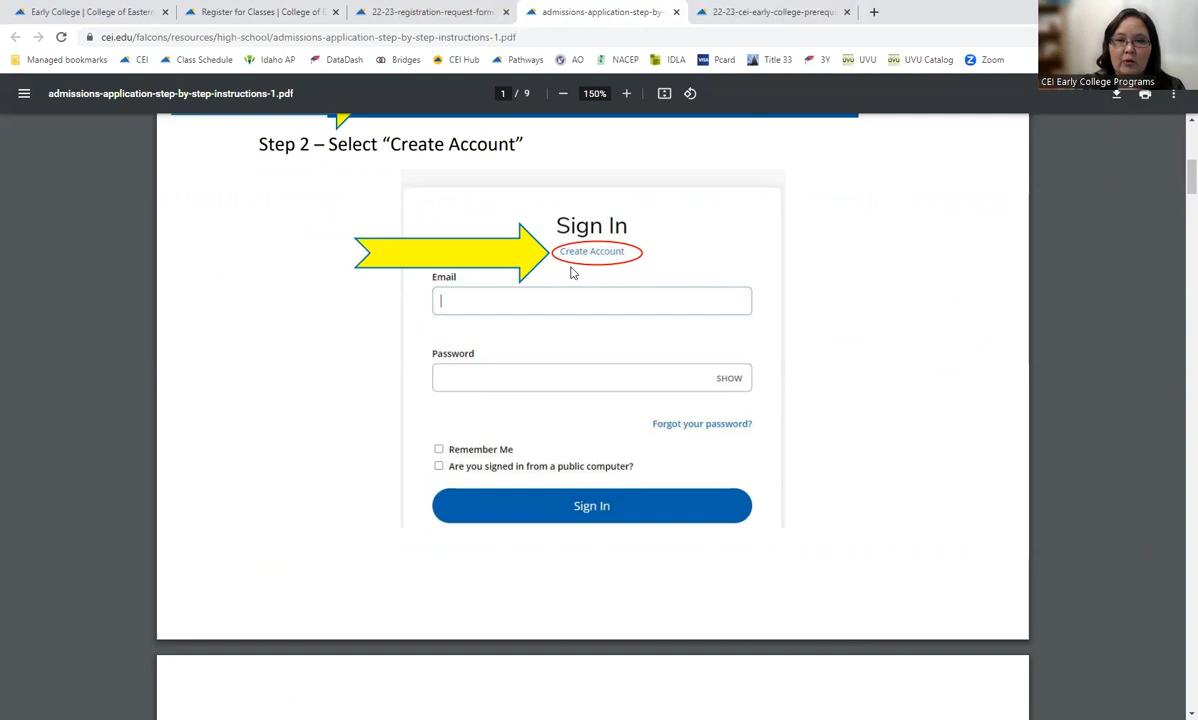 Early College | College of Eastern
Register for Classes | College of E
22-23-registration-request-form
admissions-application-step-by-
22-23-cei-early-college-prerequ
cei.edu/falcons/resources/high-school/admissions-application-step-by-step-instructions-1.pdf
Managed bookmarks CEI Class Schedule Idaho AP DataDash Bridges CEI Hub Pathways AO NACEP IDLA Pcard Title 33 3Y UVU UVU Catalog Zoom
CEI Early College Programs
admissions-application-step-by-step-instructions-1.pdf 1 / 9 150%
Step 2 – Select “Create Account”
Sign In
Create Account
Email
Password
SHOW
Forgot your password?
Remember Me
Are you signed in from a public computer?
Sign In